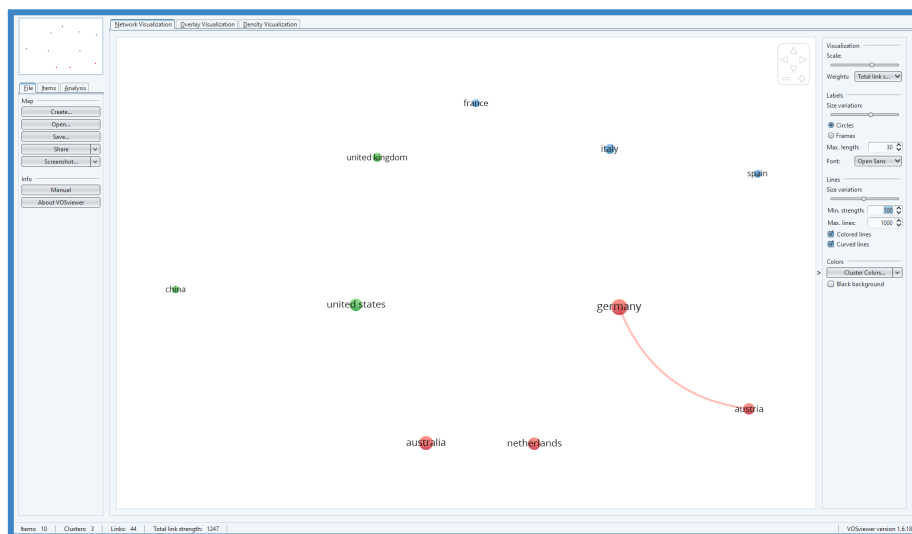 Network Visualization Overlay Visualization Density Visualization
File Items Analysis
Map
Create...
Open...
Save...
Share
Screenshot...
Info
Manual
About VOSviewer
france
united kingdom
italy
spain
china
united states
germany
austria
australia
netherlands
Visualization
Scale:
Weights: Total link s...
Labels
Size variation:
Circles
Frames
Max. length: 30
Font: Open Sans
Lines
Size variation:
Min. strength: 100
Max. lines: 1000
Colored lines
Curved lines
Colors
>
Cluster Colors...
Black background
Items: 10 Clusters: 3 Links: 44 Total link strength: 1247 VOSviewer version 1.6.18